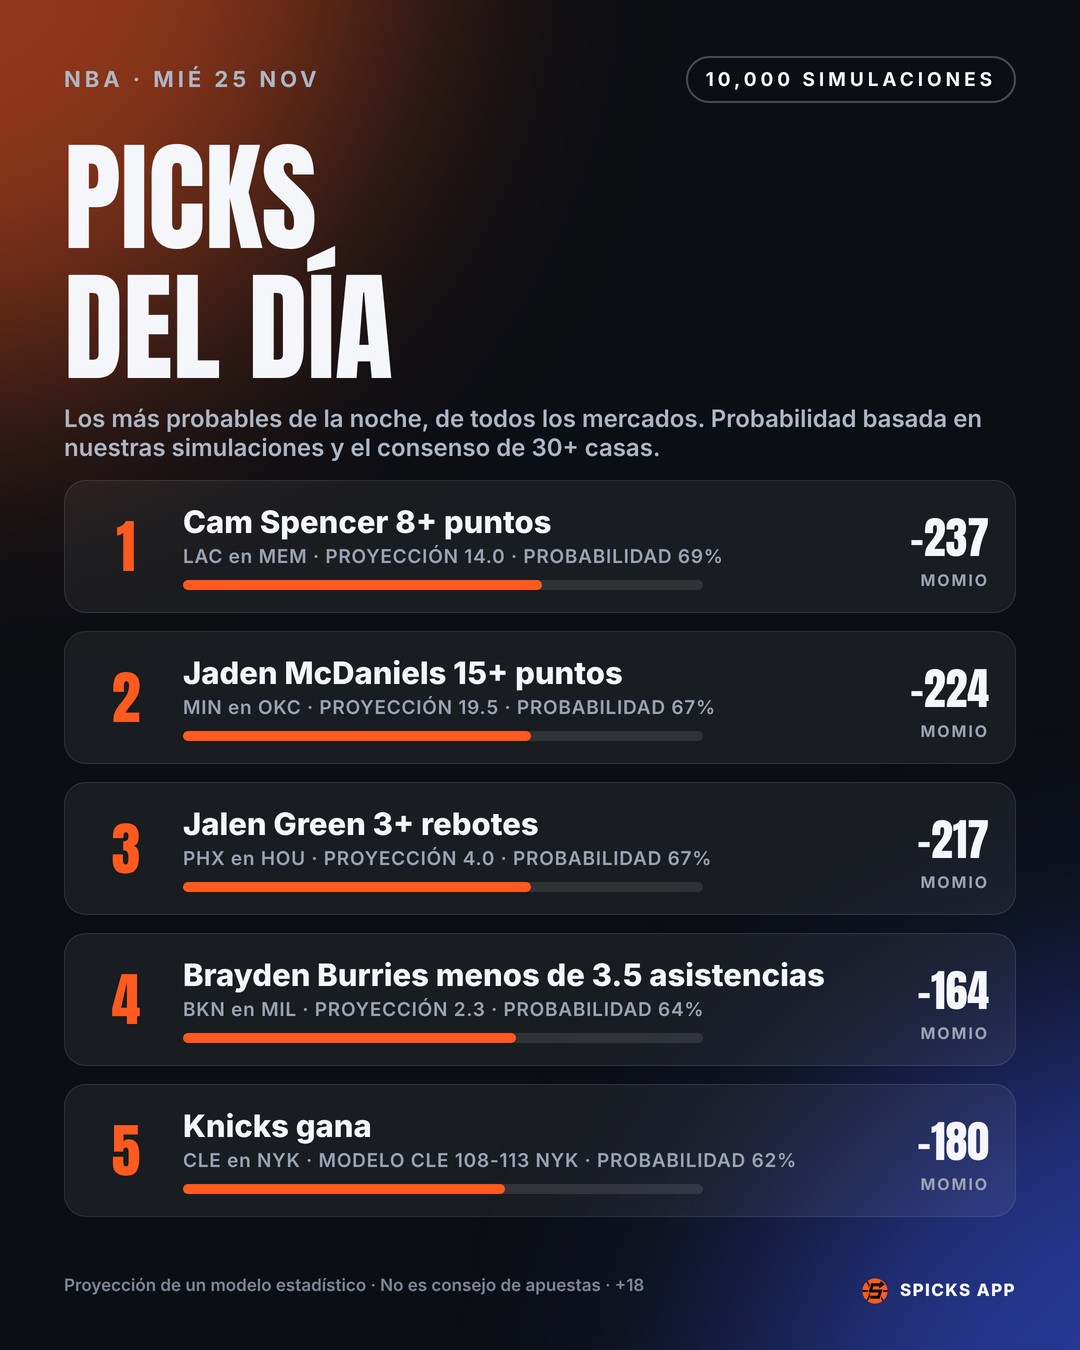 NBA · MIÉ 25 NOV
10,000 SIMULACIONES
PICKS
DEL DÍA
Los más probables de la noche, de todos los mercados. Probabilidad basada en
nuestras simulaciones y el consenso de 30+ casas.
1
Cam Spencer 8+ puntos
LAC en MEM · PROYECCIÓN 14.0 · PROBABILIDAD 69%
-237
MOMIO
2
Jaden McDaniels 15+ puntos
MIN en OKC · PROYECCIÓN 19.5 · PROBABILIDAD 67%
-224
MOMIO
3
Jalen Green 3+ rebotes
PHX en HOU · PROYECCIÓN 4.0 · PROBABILIDAD 67%
-217
MOMIO
4
Brayden Burries menos de 3.5 asistencias
BKN en MIL · PROYECCIÓN 2.3 · PROBABILIDAD 64%
-164
MOMIO
5
Knicks gana
CLE en NYK · MODELO CLE 108-113 NYK · PROBABILIDAD 62%
-180
MOMIO
Proyección de un modelo estadístico · No es consejo de apuestas · +18
SPICKS APP